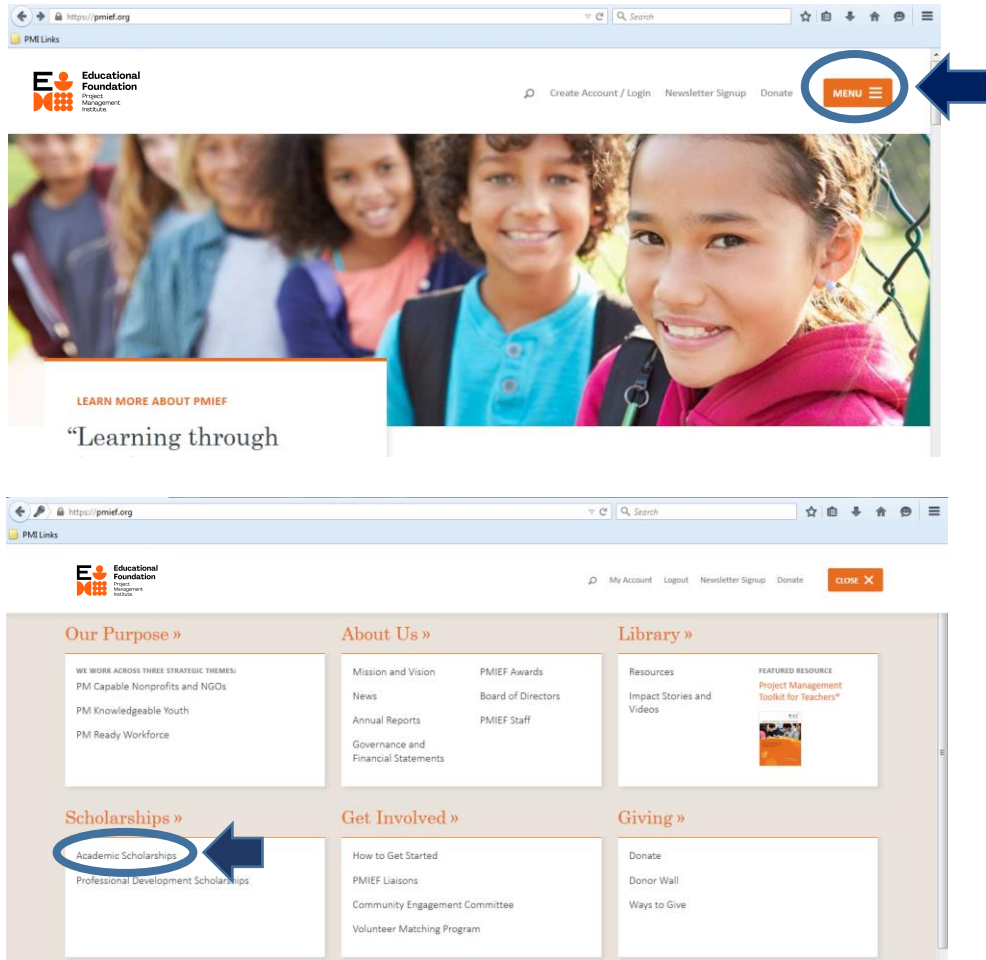 https://pmief.org
Search
PMI Links
Educational
Foundation
Project
Management
Institute.
Create Account / Login Newsletter Signup Donate MENU
LEARN MORE ABOUT PMIEF
“Learning through
https://pmief.org
Search
PMI Links
Educational
Foundation
Project
Management
Institute.
My Account Logout Newsletter Signup Donate CLOSE X
Our Purpose » About Us » Library »
WE WORK ACROSS THREE STRATEGIC THEMES:
PM Capable Nonprofits and NGOs
PM Knowledgeable Youth
PM Ready Workforce
Mission and Vision PMIEF Awards
News Board of Directors
Annual Reports PMIEF Staff
Governance and
Financial Statements
Resources
Impact Stories and
Videos
FEATURED RESOURCE
Project Management
Toolkit for Teachers®
Scholarships » Get Involved » Giving »
Academic Scholarships
Professional Development Scholarships
How to Get Started
PMIEF Liaisons
Community Engagement Committee
Volunteer Matching Program
Donate
Donor Wall
Ways to Give